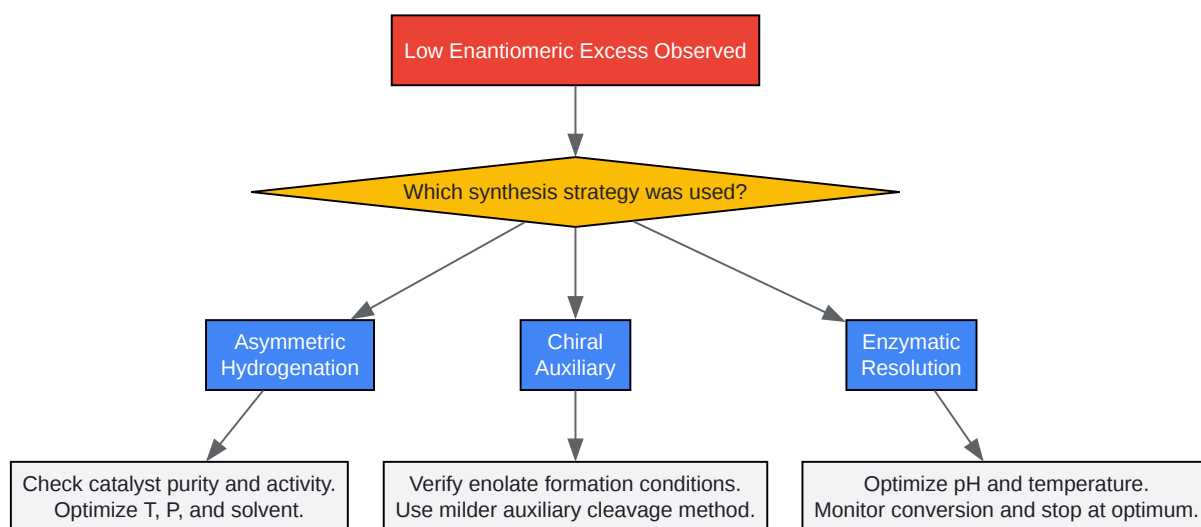 Low Enantiomeric Excess Observed
Which synthesis strategy was used?
Asymmetric
Hydrogenation
Chiral
Auxiliary
Enzymatic
Resolution
Check catalyst purity and activity.
Optimize T, P, and solvent.
Verify enolate formation conditions.
Use milder auxiliary cleavage method.
Optimize pH and temperature.
Monitor conversion and stop at optimum.